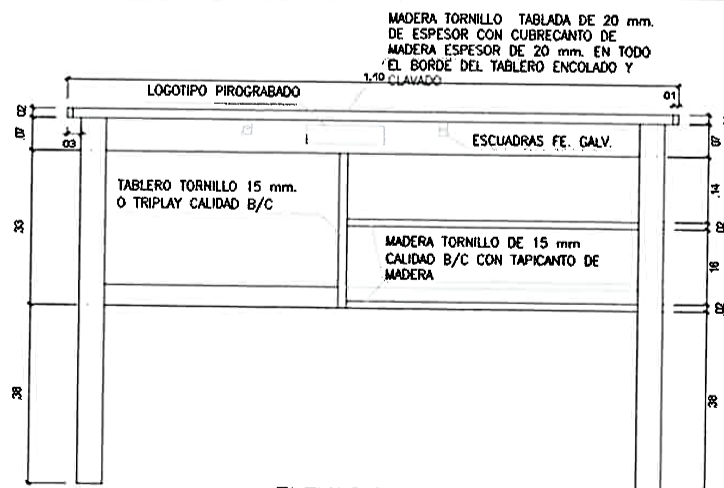 MADERA TORNILLO TABLADA DE 20 mm.
DE ESPESOR CON CUBRECANTO DE
MADERA ESPESOR DE 20 mm. EN TODO
EL BORDE DEL TABLERO ENCOLADO Y
CLAVADO
1.10
LOGOTIPO PIROGRABADO
01
.02
.07
03
ESCUADRAS FE. GALV.
07
TABLERO TORNILLO 15 mm.
O TRIPLAY CALIDAD B/C
.14
.33
02
MADERA TORNILLO DE 15 mm
CALIDAD B/C CON TAPICANTO DE
MADERA
.16
.02
.38
.38